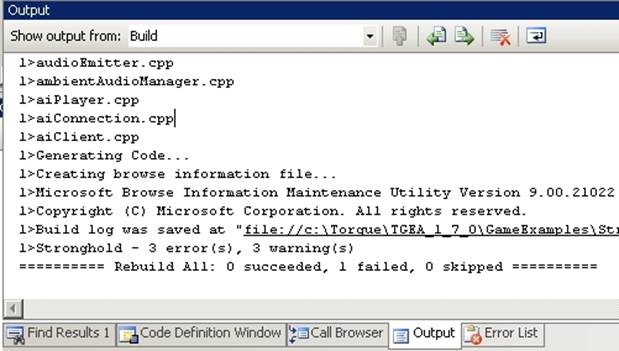 Output
Show output from: Build
1>audioEmitter.cpp
1>ambientAudioManager.cpp
1>aiPlayer.cpp
1>aiConnection.cpp
1>aiClient.cpp
1>Generating Code...
1>Creating browse information file...
1>Microsoft Browse Information Maintenance Utility Version 9.00.21022
1>Copyright (C) Microsoft Corporation. All rights reserved.
1>Build log was saved at "file://c:\Torque\TGEA_1_7_0\GameExamples\Str
1>Stronghold - 3 error(s), 3 warning(s)
========== Rebuild All: 0 succeeded, 1 failed, 0 skipped ==========
Find Results 1 Code Definition Window Call Browser Output Error List